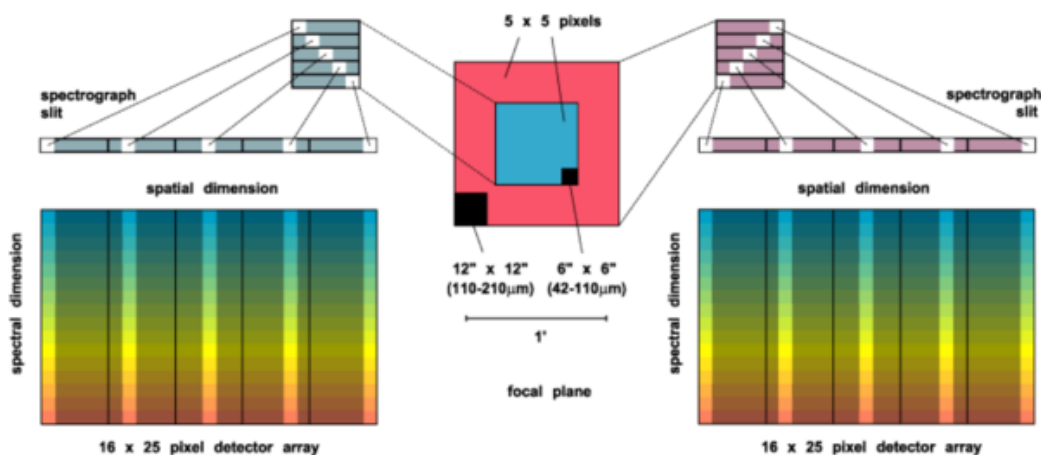 5 x 5 pixels
spectrograph
slit
spectrograph
slit
spatial dimension
spatial dimension
spectral dimension
spectral dimension
12" x 12"
(110-210μm)
6" x 6"
(42-110μm)
1'
focal plane
16 x 25 pixel detector array
16 x 25 pixel detector array